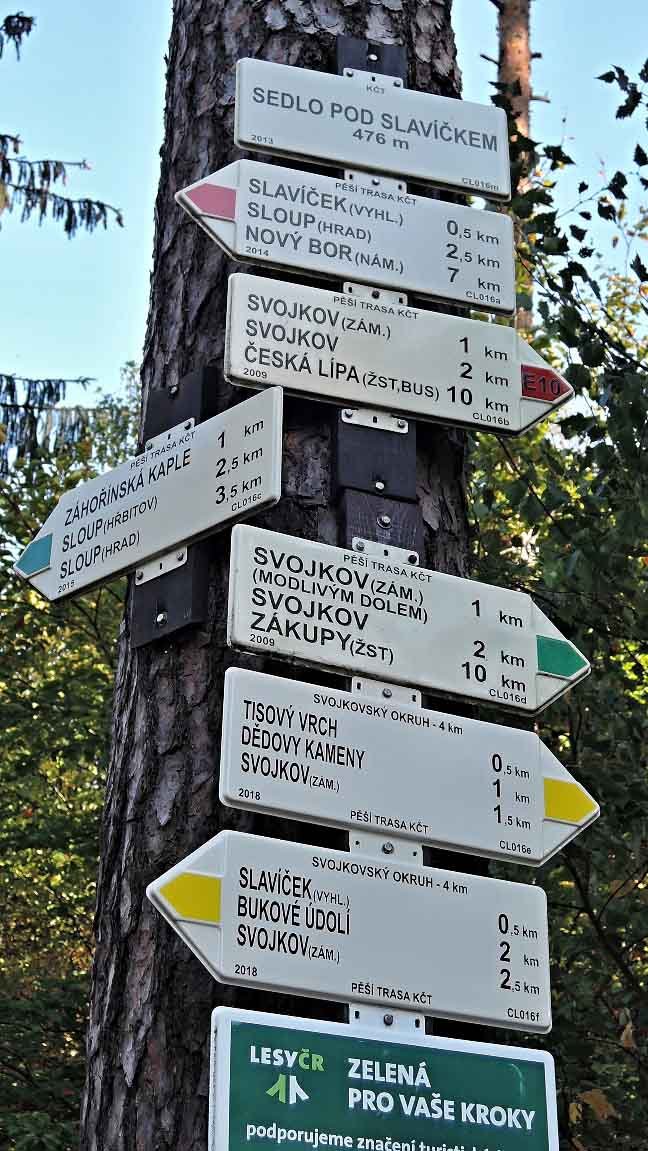 KČT
SEDLO POD SLAVÍČKEM
476 m
2013 CL016m
PĚŠÍ TRASA KČT
SLAVÍČEK (VYHL.) 0,5 km
SLOUP (HRAD) 2,5 km
NOVÝ BOR (NÁM.) 7 km
2014 CL016a
PĚŠÍ TRASA KČT
SVOJKOV (ZÁM.) 1 km
SVOJKOV 2 km
ČESKÁ LÍPA (ŽST,BUS) 10 km
E10
2009 CL016b
PĚŠÍ TRASA KČT
ZÁHOŘÍNSKÁ KAPLE 1 km
SLOUP (HŘBITOV) 2,5 km
SLOUP (HRAD) 3,5 km
2015 CL016c
PĚŠÍ TRASA KČT
SVOJKOV (ZÁM.) 1 km
(MODLIVÝM DOLEM)
SVOJKOV 2 km
ZÁKUPY (ŽST) 10 km
2009 CL016d
SVOJKOVSKÝ OKRUH - 4 km
TISOVÝ VRCH 0,5 km
DĚDOVY KAMENY 1 km
SVOJKOV (ZÁM.) 1,5 km
2018 PĚŠÍ TRASA KČT CL016e
SVOJKOVSKÝ OKRUH - 4 km
SLAVÍČEK (VYHL.) 0,5 km
BUKOVÉ ÚDOLÍ 2 km
SVOJKOV (ZÁM.) 2,5 km
2018 PĚŠÍ TRASA KČT CL016f
LESYČR
ZELENÁ
PRO VAŠE KROKY
podporujeme značení